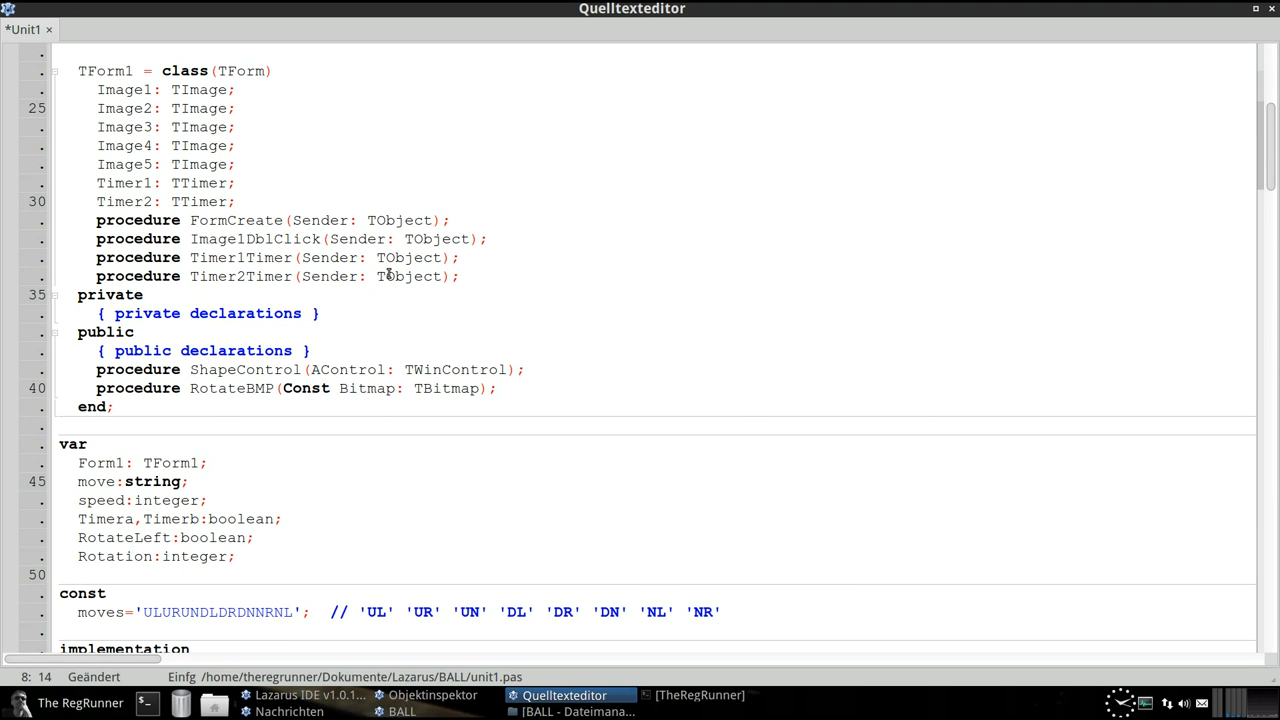 Quelltexteditor
*Unit1 ×
TForm1 = class(TForm)
Image1: TImage;
25 Image2: TImage;
Image3: TImage;
Image4: TImage;
Image5: TImage;
Timer1: TTimer;
30 Timer2: TTimer;
procedure FormCreate(Sender: TObject);
procedure Image1DblClick(Sender: TObject);
procedure Timer1Timer(Sender: TObject);
procedure Timer2Timer(Sender: TObject);
35 private
{ private declarations }
public
{ public declarations }
procedure ShapeControl(AControl: TWinControl);
40 procedure RotateBMP(Const Bitmap: TBitmap);
end;
var
Form1: TForm1;
move:string;
45 speed:integer;
Timera,Timerb:boolean;
RotateLeft:boolean;
Rotation:integer;
50
const
moves='ULURUNDLDRDNNRNL'; // 'UL' 'UR' 'UN' 'DL' 'DR' 'DN' 'NL' 'NR'
implementation
8: 14 Geändert Einfg /home/theregrunner/Dokumente/Lazarus/BALL/unit1.pas
The RegRunner
Lazarus IDE v1.0.1... Objektinspektor Quelltexteditor [TheRegRunner]
Nachrichten BALL [BALL - Dateimana...